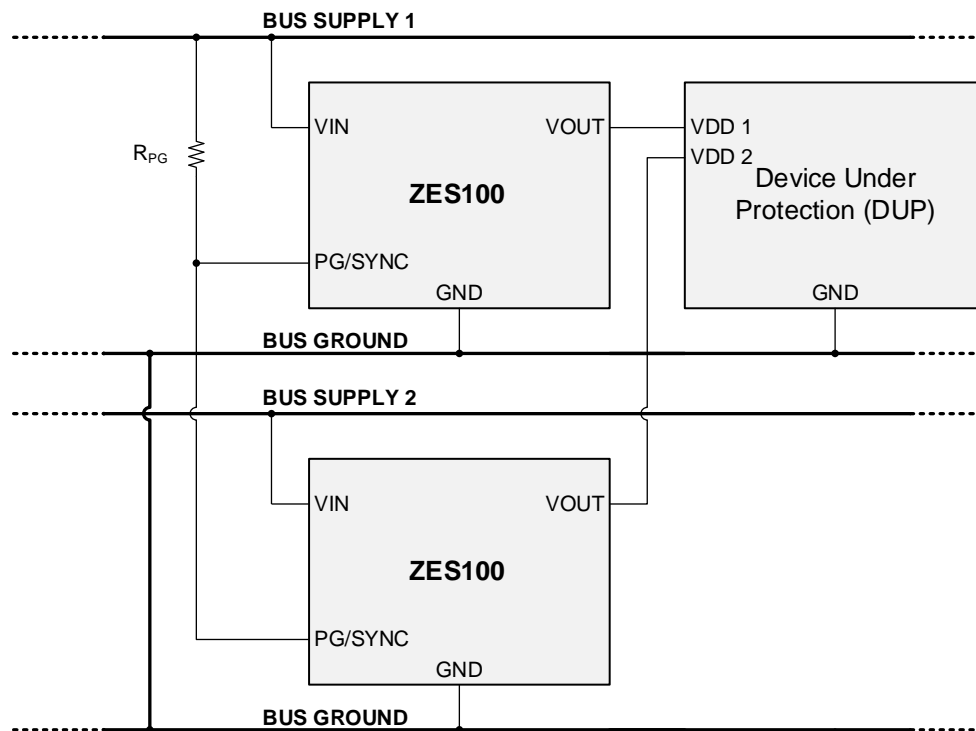 BUS SUPPLY 1
VIN
VOUT
VDD 1
VDD 2
R_PG
ZES100
Device Under
Protection (DUP)
PG/SYNC
GND
GND
BUS GROUND
BUS SUPPLY 2
VIN
VOUT
ZES100
PG/SYNC
GND
BUS GROUND